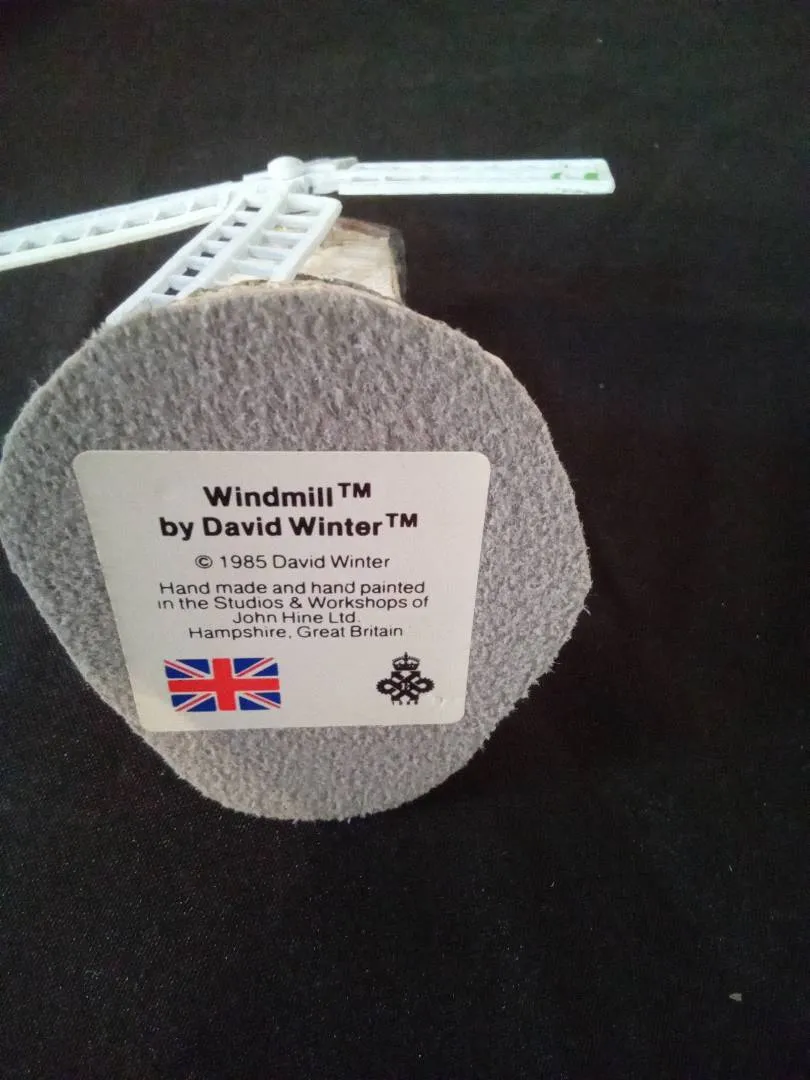 Windmill™
by David Winter™
© 1985 David Winter
Hand made and hand painted
in the Studios & Workshops of
John Hine Ltd.
Hampshire, Great Britain